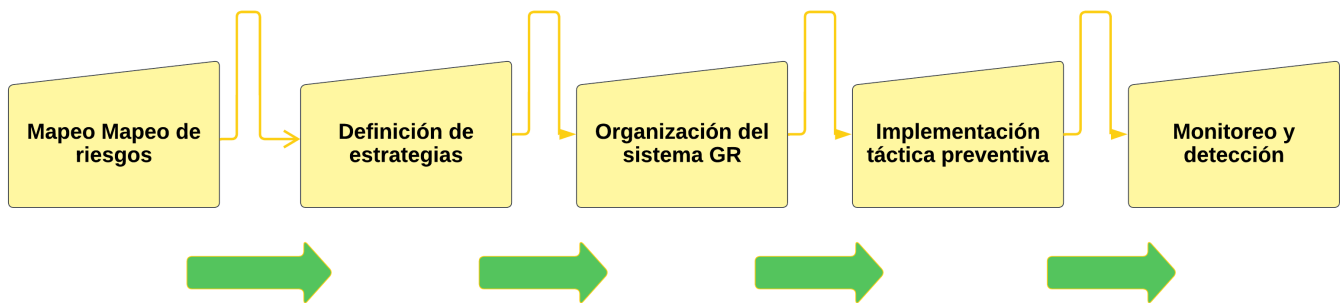 Mapeo Mapeo de
riesgos
Definición de
estrategias
Organización del
sistema GR
Implementación
táctica preventiva
Monitoreo y
detección